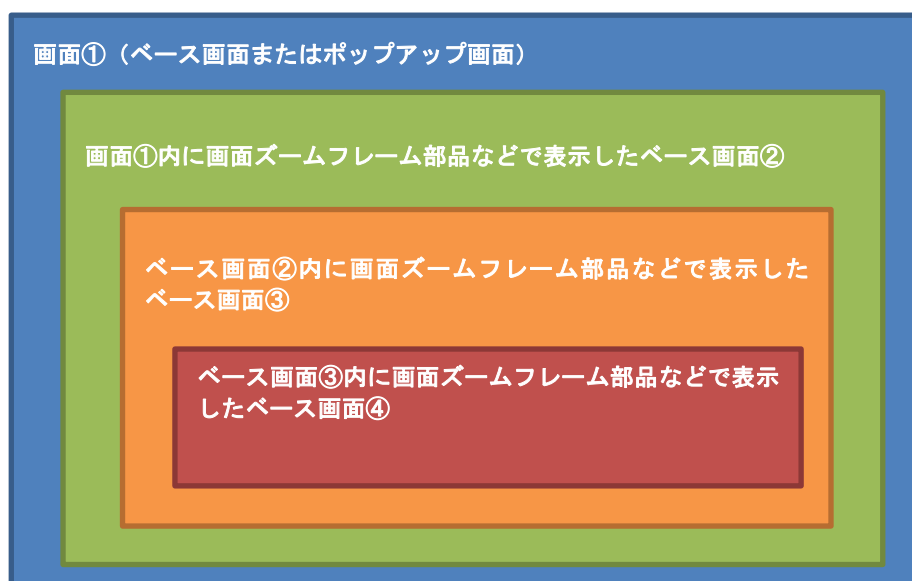 画面①（ベース画面またはポップアップ画面）
画面①内に画面ズームフレーム部品などで表示したベース画面②
ベース画面②内に画面ズームフレーム部品などで表示した
ベース画面③
ベース画面③内に画面ズームフレーム部品などで表示
したベース画面④